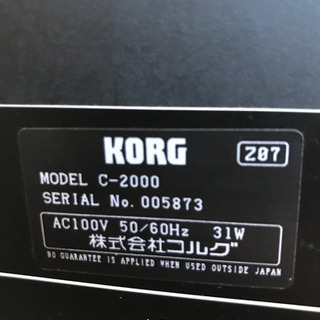 KORG Z07
MODEL C-2000
SERIAL No. 005873
AC100V 50/60Hz 31W
株式会社コルグ
NO GUARANTEE IS APPLIED WHEN USED OUTSIDE JAPAN